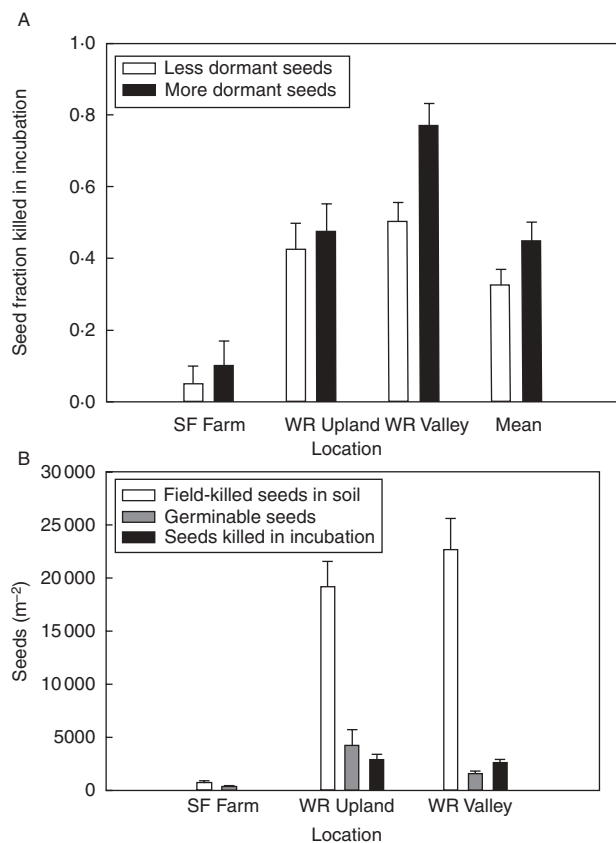 A
1·0
0·8
0·6
0·4
0·2
0·0
Seed fraction killed in incubation
Less dormant seeds
More dormant seeds
SF Farm WR Upland WR Valley Mean
Location
B
30 000
25 000
20 000
15 000
10 000
5000
0
Seeds (m⁻²)
Field-killed seeds in soil
Germinable seeds
Seeds killed in incubation
SF Farm WR Upland WR Valley
Location